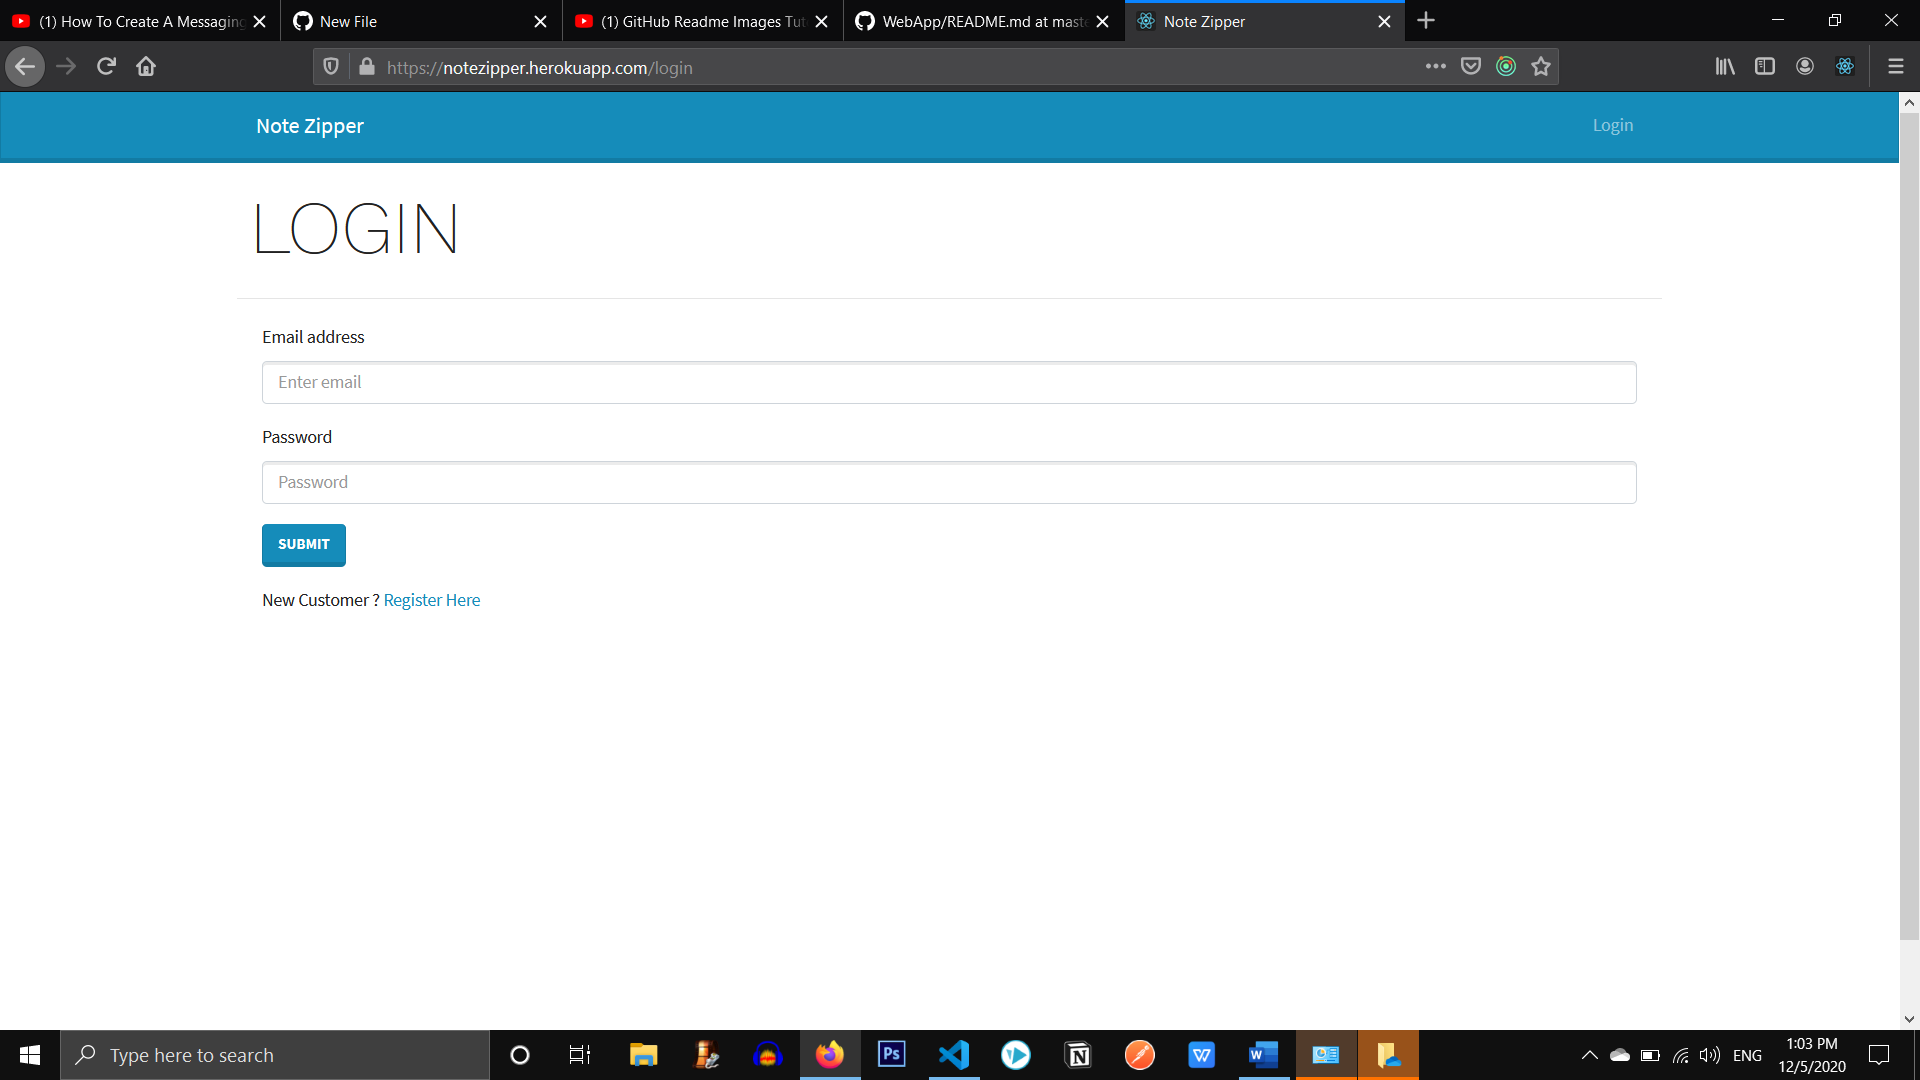 (1) How To Create A Messaging
New File
(1) GitHub Readme Images Tut
WebApp/README.md at maste
Note Zipper
https://notezipper.herokuapp.com/login
Note Zipper
Login
LOGIN
Email address
Enter email
Password
Password
SUBMIT
New Customer ? Register Here
Type here to search
Ps
W
N
W
ENG
1:03 PM
12/5/2020